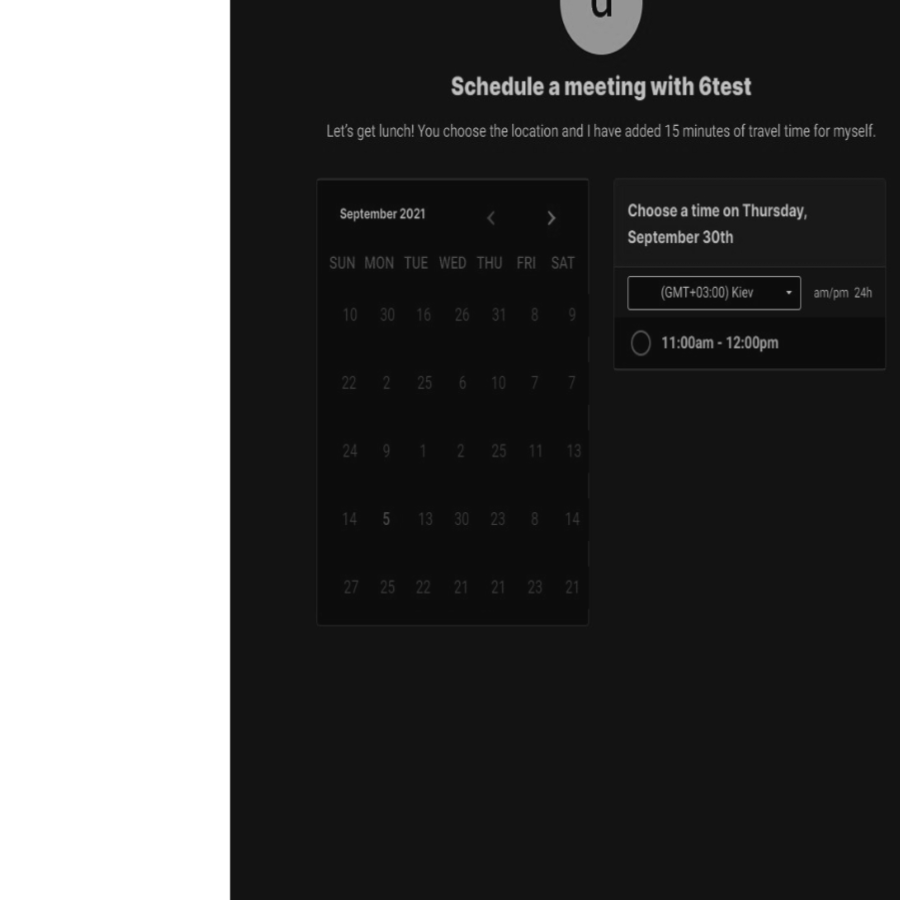 Schedule a meeting with 6test
Let's get lunch! You choose the location and I have added 15 minutes of travel time for myself.
September 2021
SUN MON TUE WED THU FRI SAT
10 30 16 26 31 8 9
22 2 25 6 10 7 7
24 9 1 2 25 11 13
14 5 13 30 23 8 14
27 25 22 21 21 23 21
Choose a time on Thursday,
September 30th
(GMT+03:00) Kiev am/pm 24h
11:00am - 12:00pm